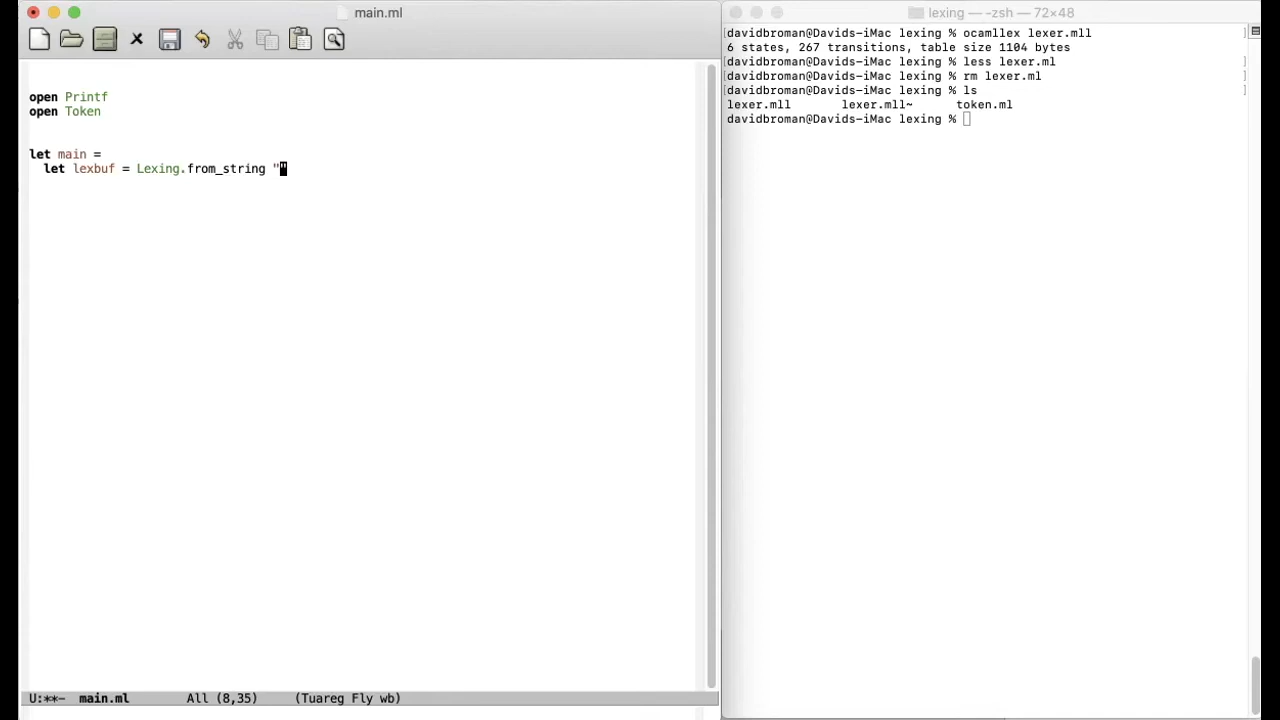 main.ml
open Printf
open Token
let main =
  let lexbuf = Lexing.from_string ""
U:**-  main.ml        All (8,35)     (Tuareg Fly wb)
lexing — -zsh — 72×48
[davidbroman@Davids-iMac lexing % ocamllex lexer.mll ]
6 states, 267 transitions, table size 1104 bytes
[davidbroman@Davids-iMac lexing % less lexer.ml ]
[davidbroman@Davids-iMac lexing % rm lexer.ml ]
[davidbroman@Davids-iMac lexing % ls ]
lexer.mll       lexer.mll~      token.ml
davidbroman@Davids-iMac lexing %